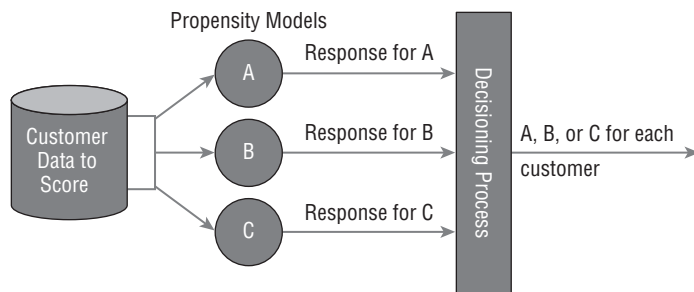 Propensity Models
Customer
Data to
Score
A
Response for A
B
Response for B
C
Response for C
Decisioning Process
A, B, or C for each
customer